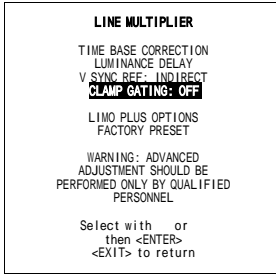 LINE MULTIPLIER
TIME BASE CORRECTION
LUMINANCE DELAY
V SYNC REF: INDIRECT
CLAMP GATING: OFF
LIMO PLUS OPTIONS
FACTORY PRESET
WARNING: ADVANCED
ADJUSTMENT SHOULD BE
PERFORMED ONLY BY QUALIFIED
PERSONNEL
Select with or
then <ENTER>
<EXIT> to return